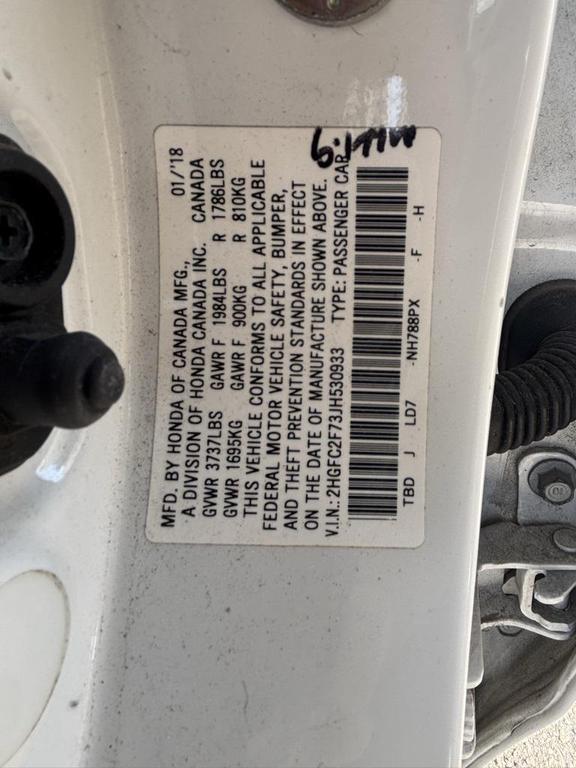 MFD. BY HONDA OF CANADA MFG., 01/'18
A DIVISION OF HONDA CANADA INC. CANADA
GVWR 3737LBS GAWR F 1984LBS R 1786LBS
GVWR 1695KG GAWR F 900KG R 810KG
THIS VEHICLE CONFORMS TO ALL APPLICABLE
FEDERAL MOTOR VEHICLE SAFETY, BUMPER,
AND THEFT PREVENTION STANDARDS IN EFFECT
ON THE DATE OF MANUFACTURE SHOWN ABOVE.
V.I.N.: 2HGFC2F73JH530933 TYPE: PASSENGER CAR
TBD J LD7 -NH788PX -F -H